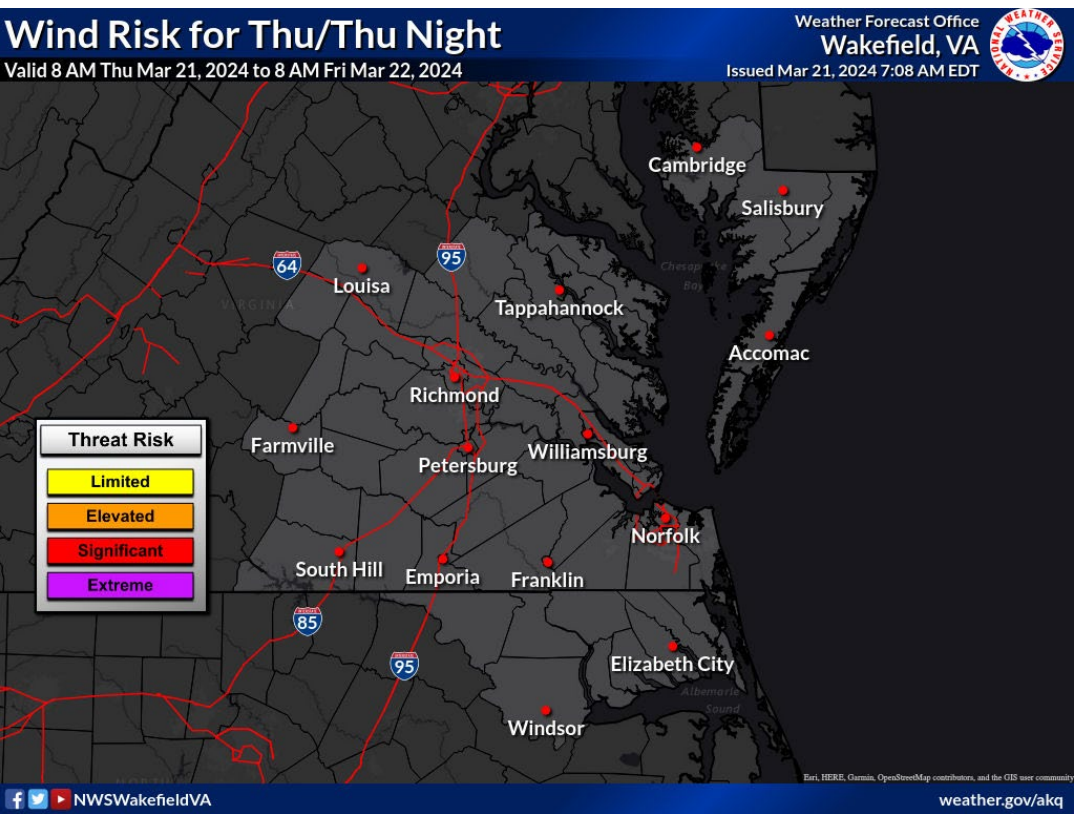 Wind Risk for Thu/Thu Night
Valid 8 AM Thu Mar 21, 2024 to 8 AM Fri Mar 22, 2024
Weather Forecast Office
Wakefield, VA
Issued Mar 21, 2024 7:08 AM EDT
NATIONAL WEATHER SERVICE
Cambridge
Salisbury
64
95
Louisa
Chesapeake
Bay
VIRGINIA
Tappahannock
Accomac
Richmond
Farmville
Petersburg
Williamsburg
Norfolk
South Hill
Emporia
Franklin
Threat Risk
Limited
Elevated
Significant
Extreme
85
95
Elizabeth City
Albemarle
Sound
Windsor
Esri, HERE, Garmin, OpenStreetMap contributors, and the GIS user community
NWSWakefieldVA
weather.gov/akq